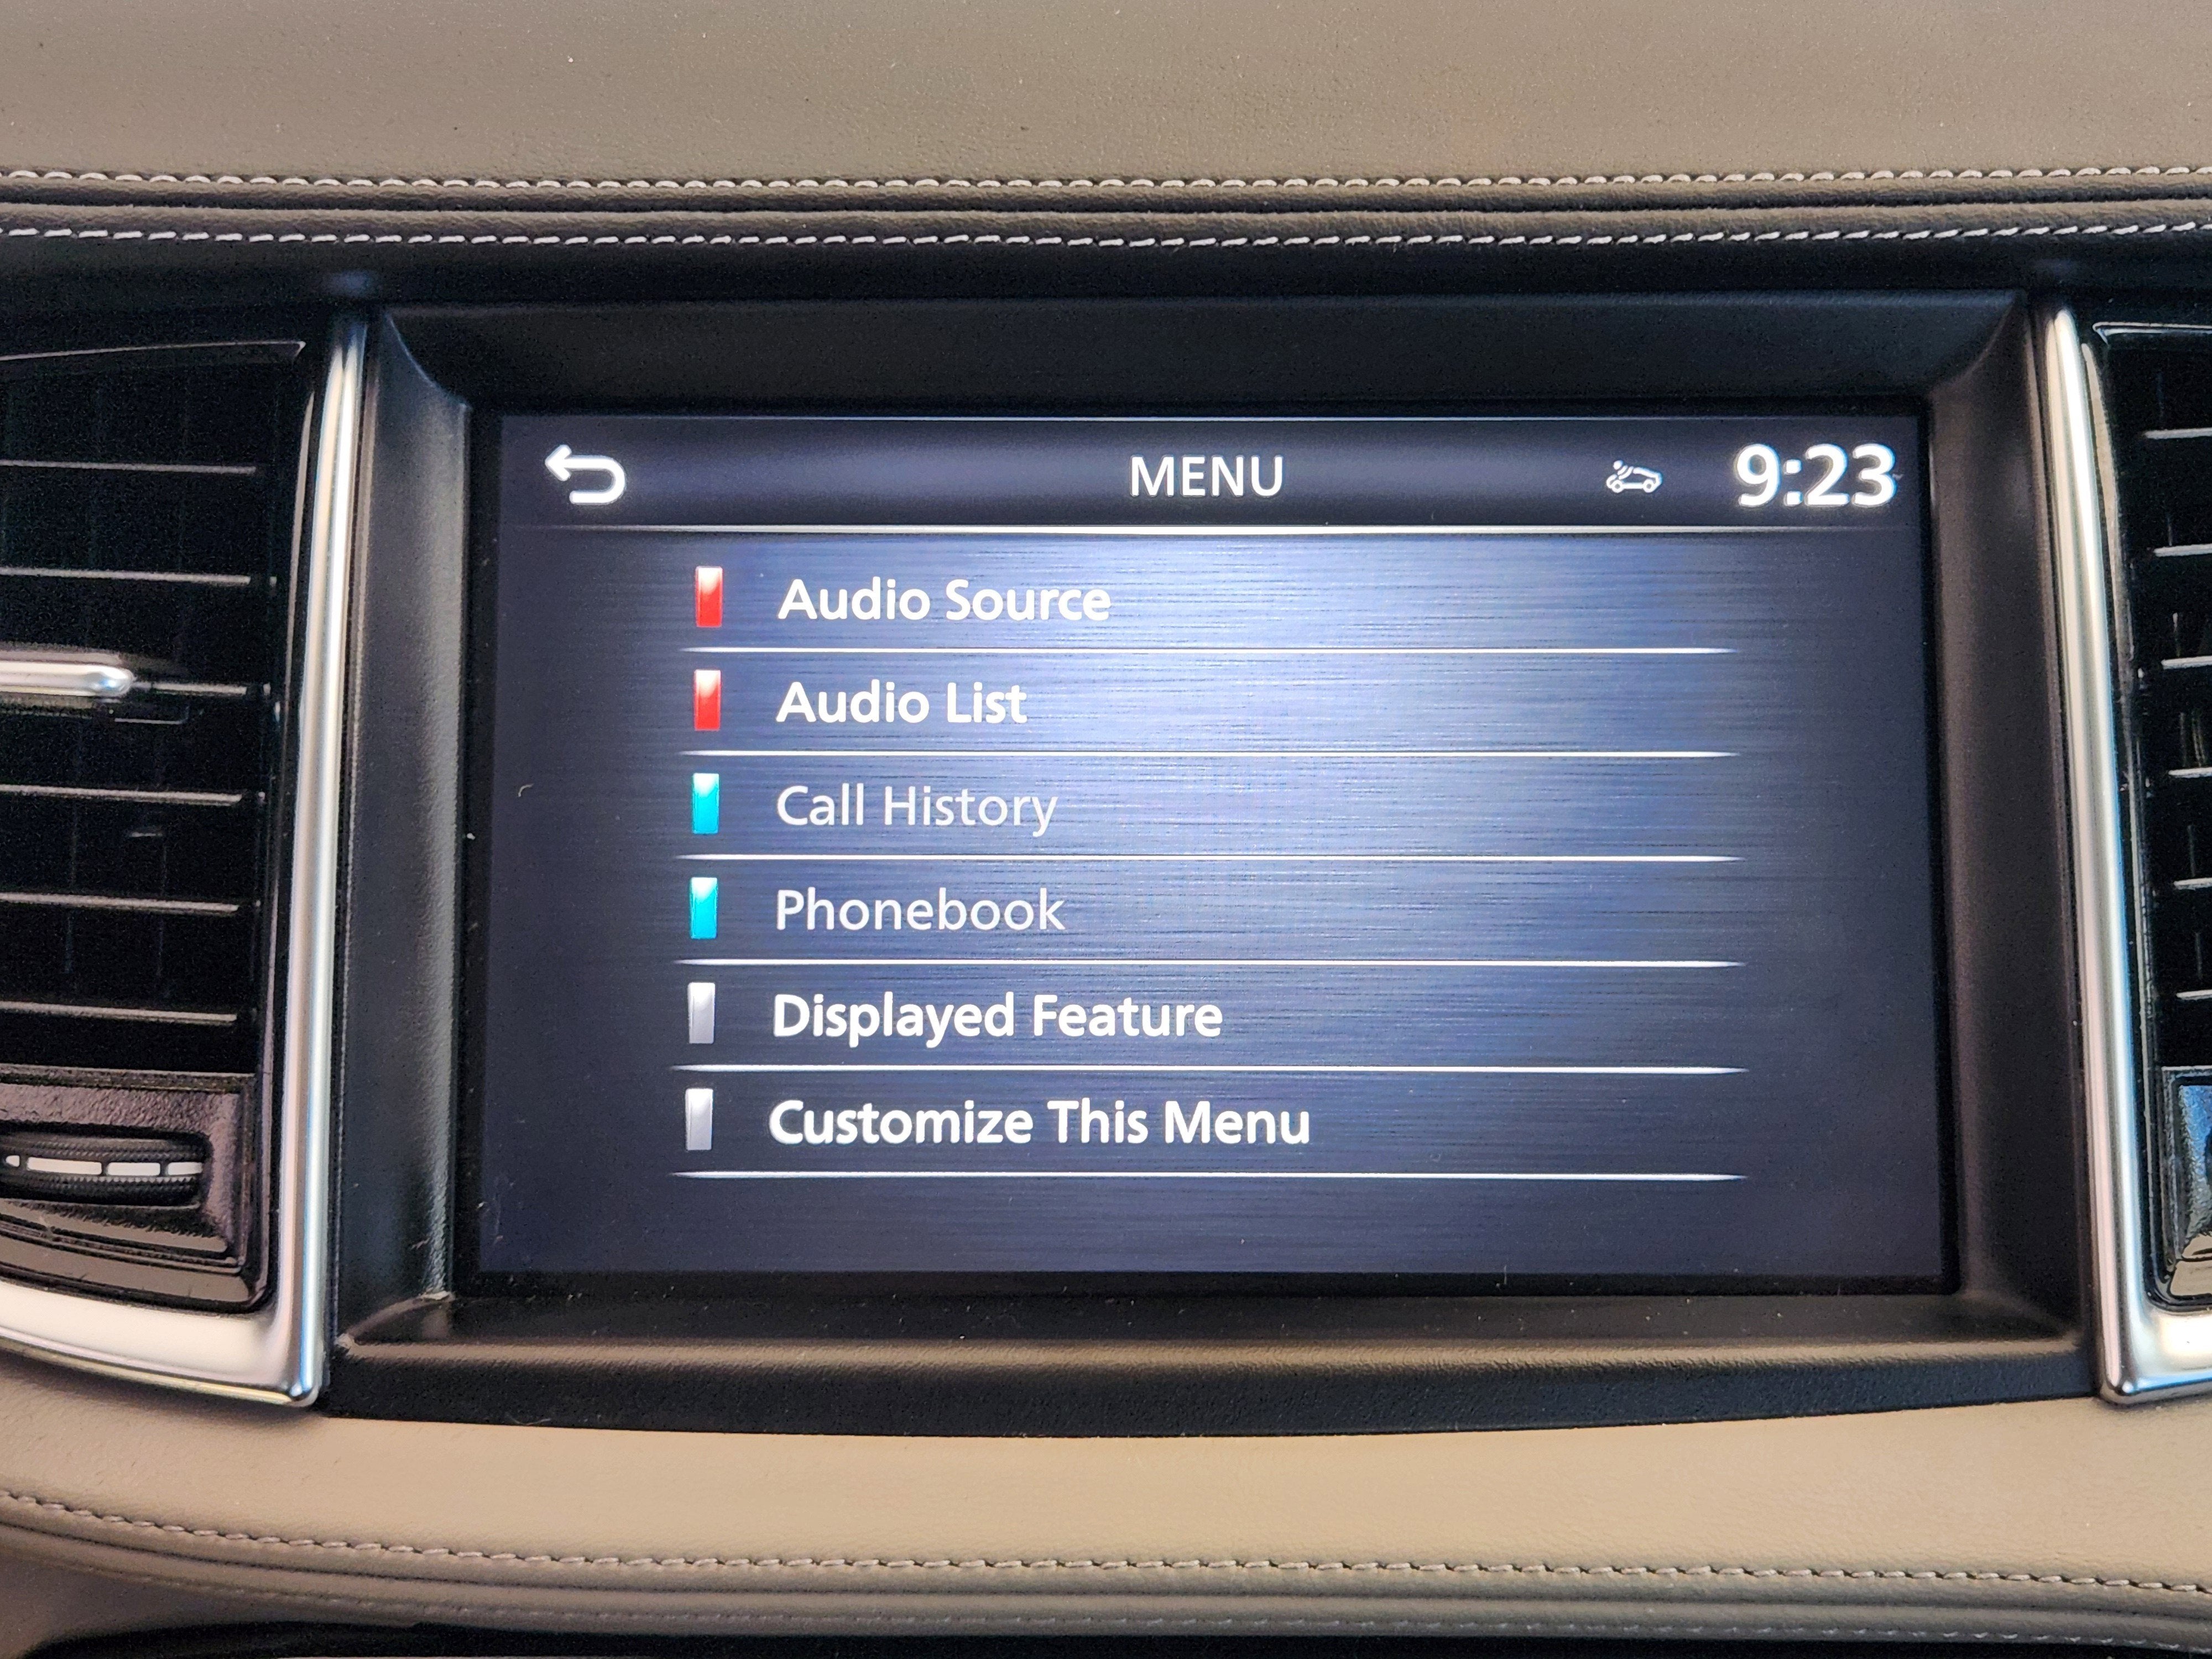 MENU 9:23
Audio Source
Audio List
Call History
Phonebook
Displayed Feature
Customize This Menu